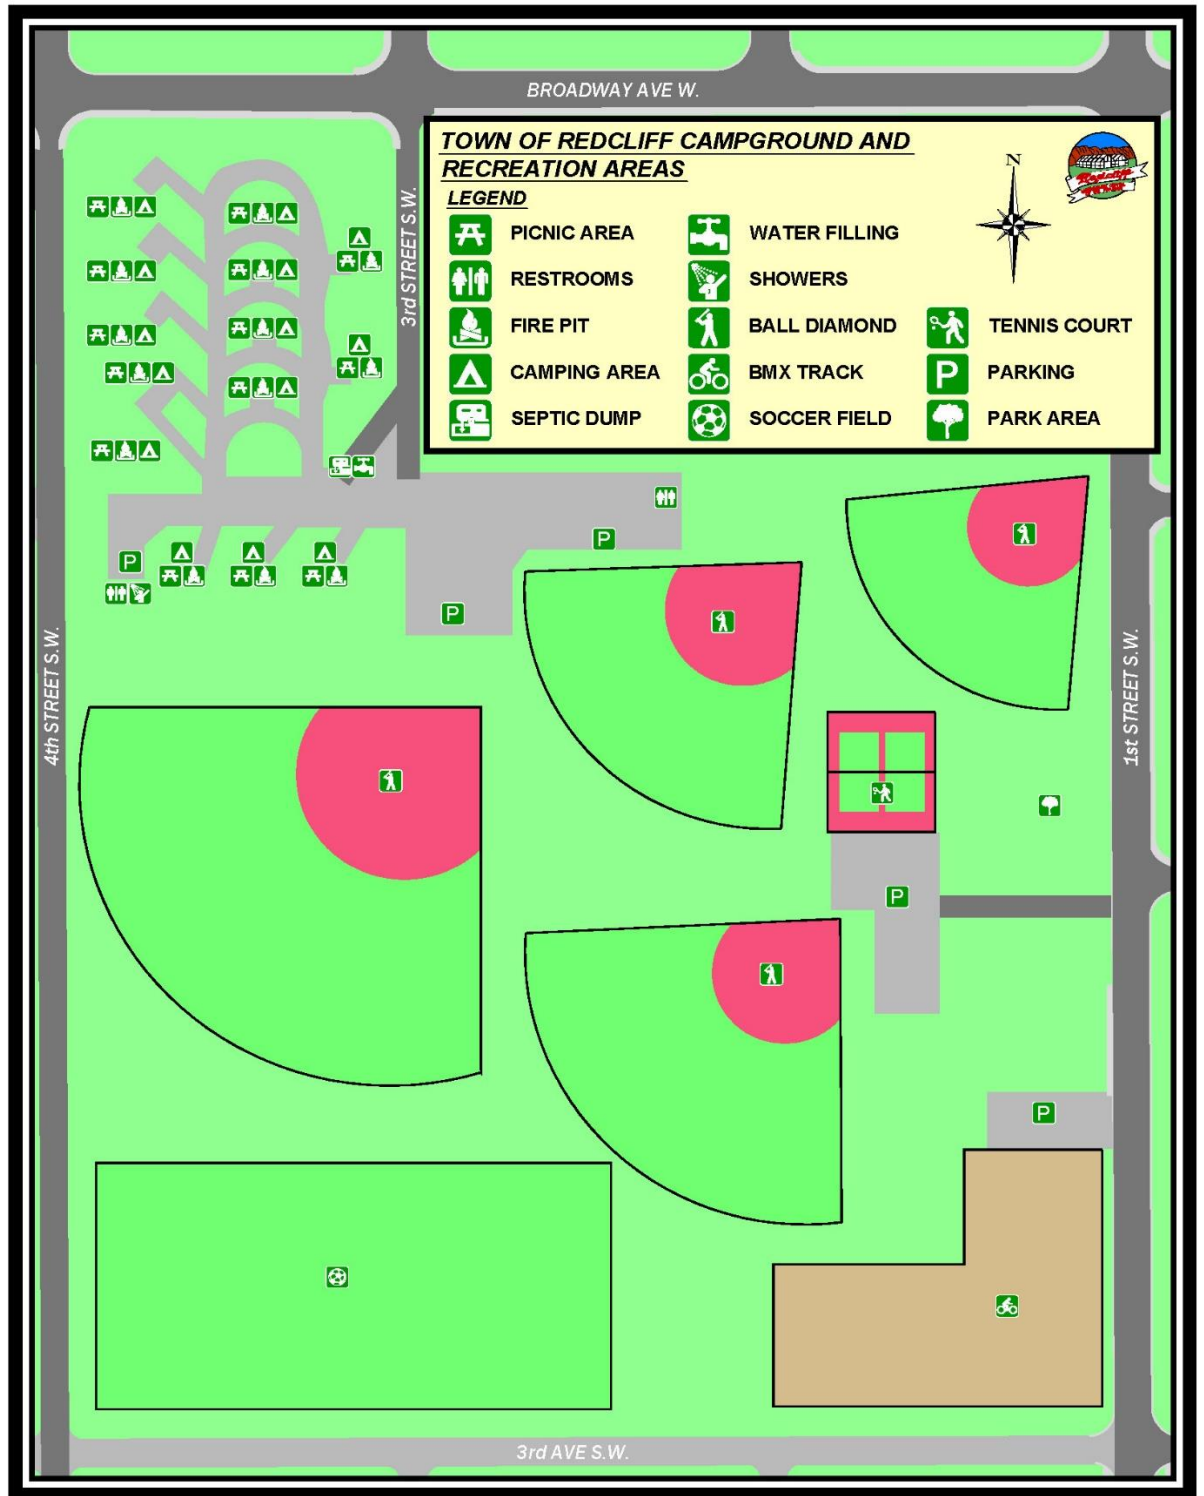 BROADWAY AVE W.
TOWN OF REDCLIFF CAMPGROUND AND
RECREATION AREAS
LEGEND
N
PICNIC AREA
WATER FILLING
RESTROOMS
SHOWERS
FIRE PIT
BALL DIAMOND
TENNIS COURT
CAMPING AREA
BMX TRACK
P
PARKING
SEPTIC DUMP
SOCCER FIELD
PARK AREA
3rd STREET S.W.
P
P
P
4th STREET S.W.
1st STREET S.W.
P
P
3rd AVE S.W.